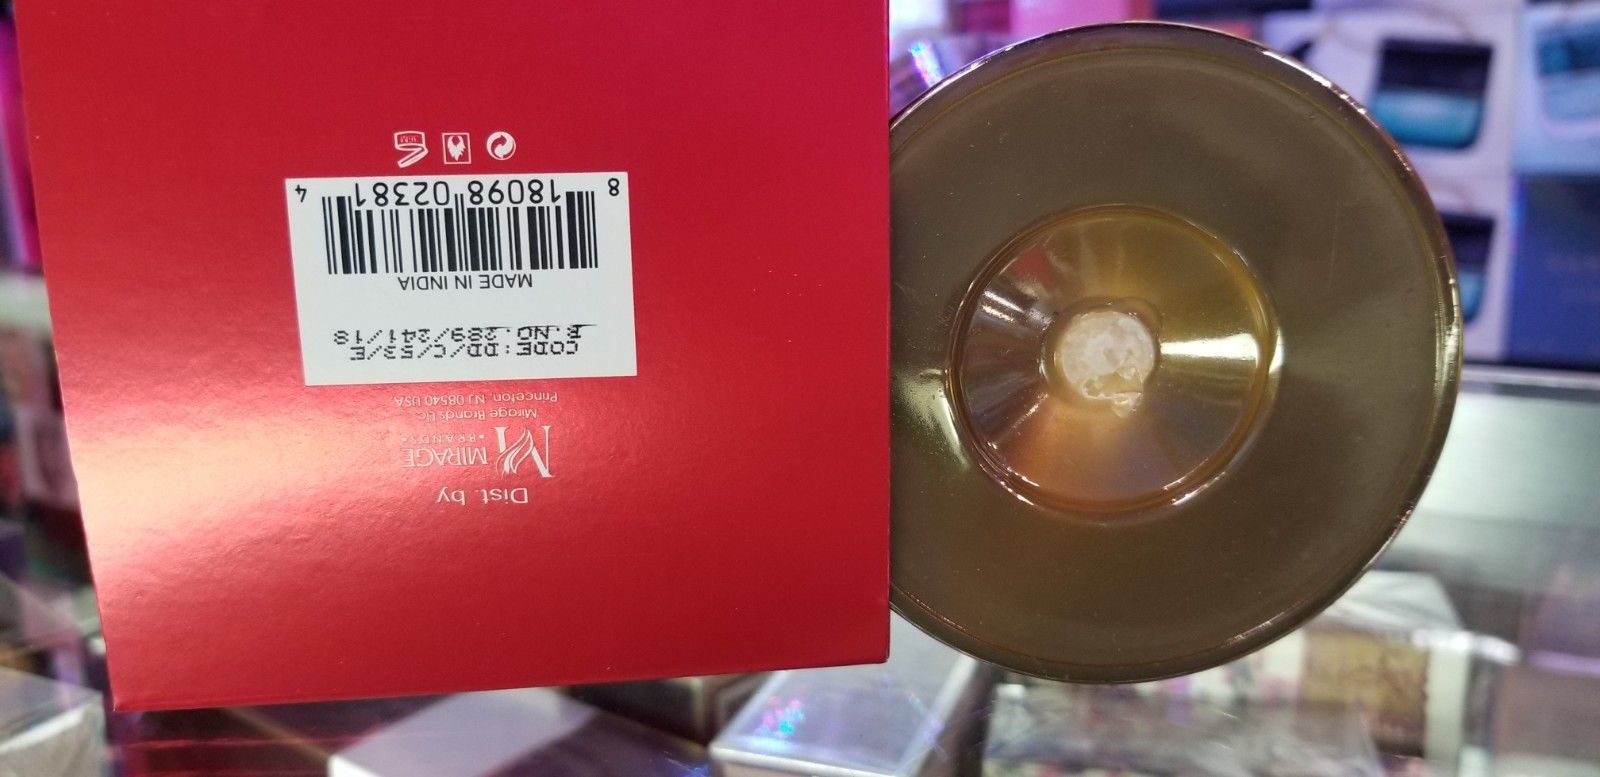 Dist. by
MIRAGE
• BRANDS •
Mirage Brands Llc.
Princeton, NJ 08540 USA
CODE:DD/C/53/E
B.NO.289/241/18
MADE IN INDIA
8 18098 02381 4
36M